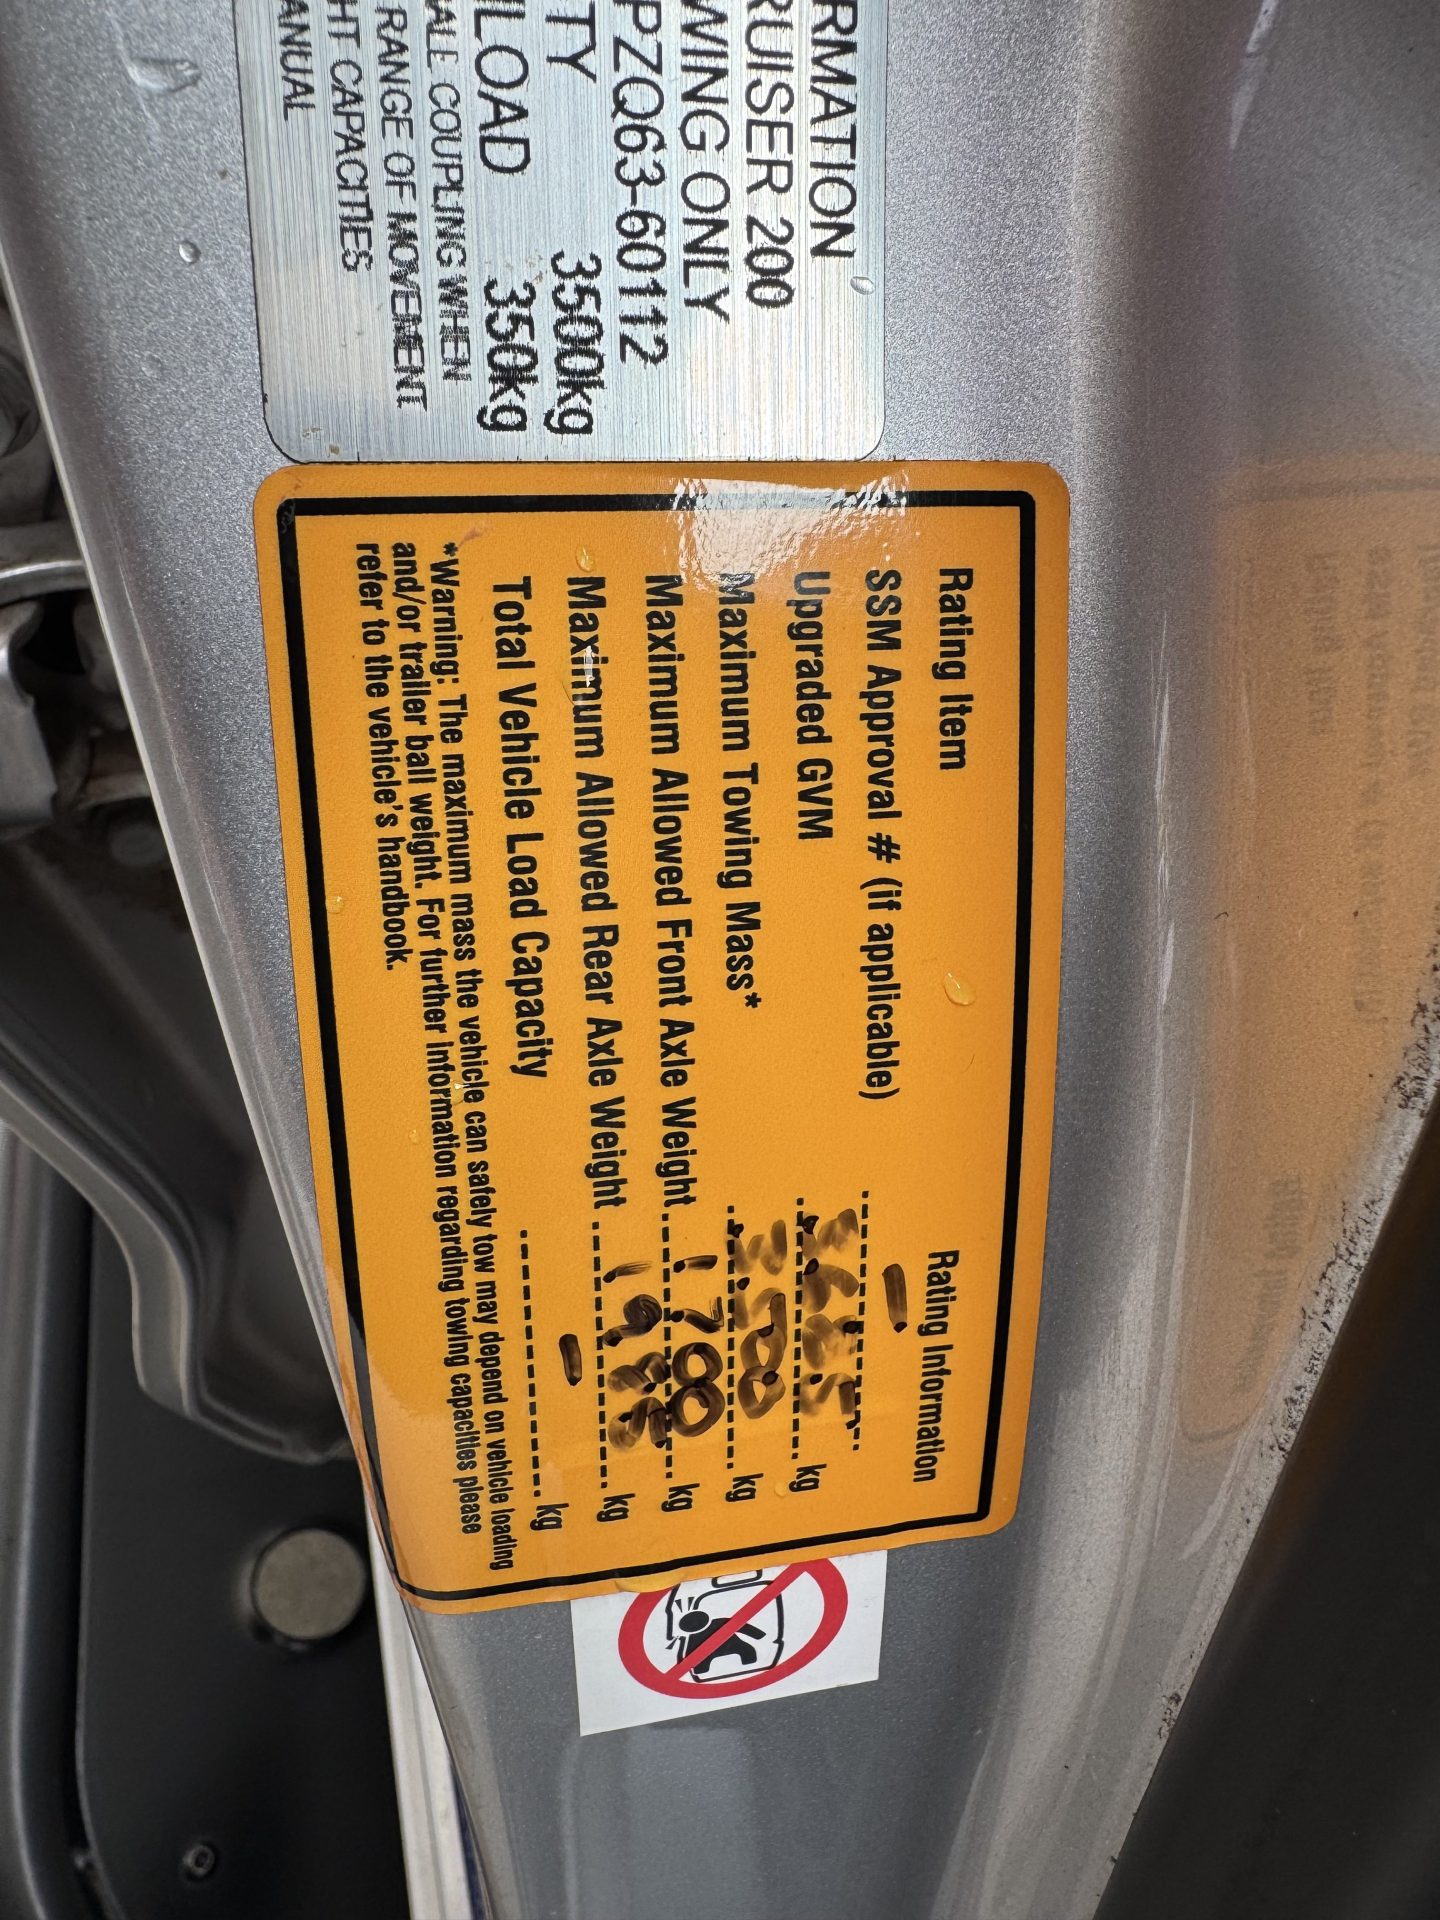 RMATION
RUISER 200
WING ONLY
PZQ63-60112
TY 3500kg
ILOAD 350kg
ALE COUPLING WHEN
RANGE OF MOVEMENT
HT CAPACITIES
ANUAL
Rating Item Rating Information
SSM Approval # (if applicable) –
Upgraded GVM kg
Maximum Towing Mass* 3500 kg
Maximum Allowed Front Axle Weight 1700 kg
Maximum Allowed Rear Axle Weight kg
Total Vehicle Load Capacity – kg
*Warning: The maximum mass the vehicle can safely tow may depend on vehicle loading
and/or trailer ball weight. For further information regarding towing capacities please
refer to the vehicle's handbook.